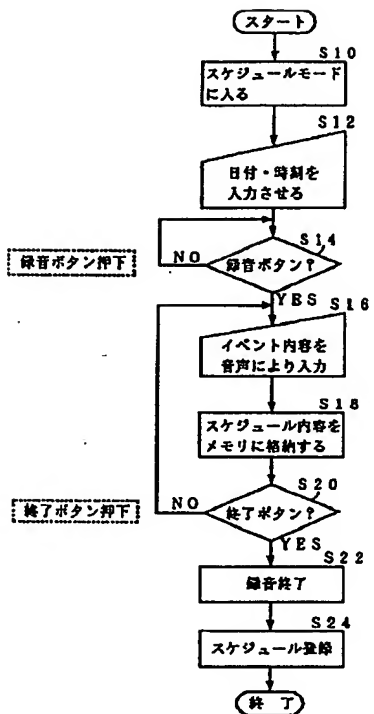 スタート
S10
スケジュールモード
に入る
S12
日付・時刻を
入力させる
S14
録音ボタン押下
NO
録音ボタン?
YES
S16
イベント内容を
音声により入力
S18
スケジュール内容を
メモリに格納する
S20
終了ボタン押下
NO
終了ボタン?
YES
S22
録音終了
S24
スケジュール登録
終 了